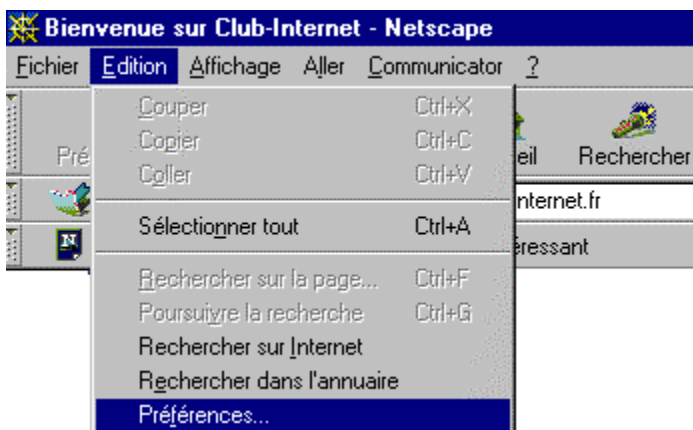 Bienvenue sur Club-Internet - Netscape
Fichier Edition Affichage Aller Communicator ?
Couper Ctrl+X
Copier Ctrl+C
Coller Ctrl+V
Sélectionner tout Ctrl+A
Rechercher sur la page... Ctrl+F
Poursuivre la recherche Ctrl+G
Rechercher sur Internet
Rechercher dans l'annuaire
Préférences...
Pré
eil Rechercher
nternet.fr
N
éressant